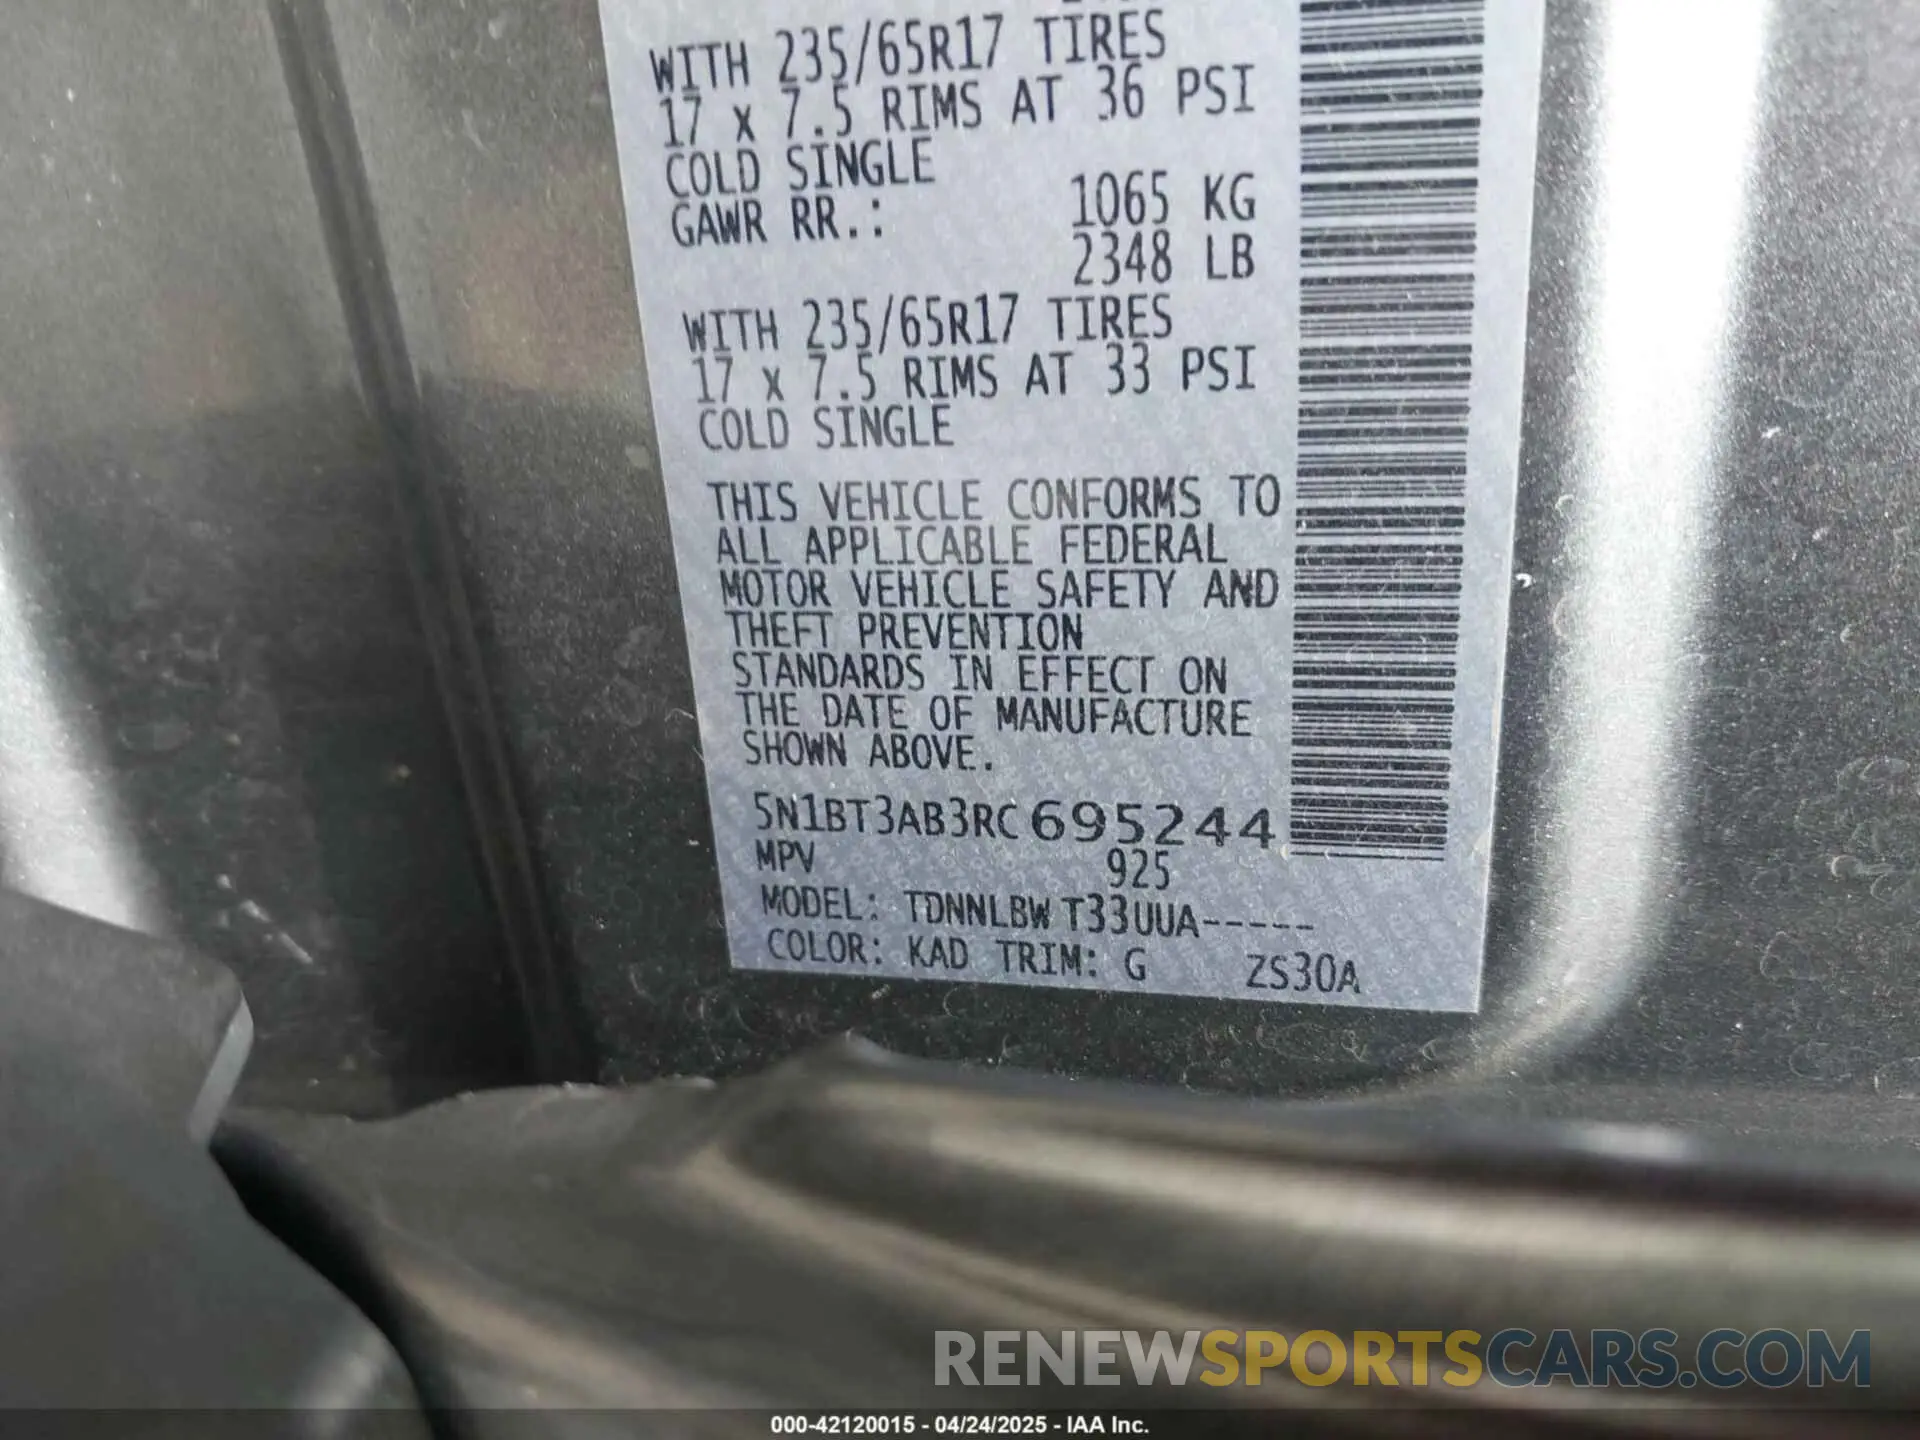 WITH 235/65R17 TIRES
17 x 7.5 RIMS AT 36 PSI
COLD SINGLE
GAWR RR.: 1065 KG
2348 LB
WITH 235/65R17 TIRES
17 x 7.5 RIMS AT 33 PSI
COLD SINGLE
THIS VEHICLE CONFORMS TO
ALL APPLICABLE FEDERAL
MOTOR VEHICLE SAFETY AND
THEFT PREVENTION
STANDARDS IN EFFECT ON
THE DATE OF MANUFACTURE
SHOWN ABOVE.
5N1BT3AB3RC695244
MPV 925
MODEL: TDNNLBW T33UUA-----
COLOR: KAD TRIM: G ZS30A
RENEWSPORTSCARS.COM
000-42120015 - 04/24/2025 - IAA Inc.